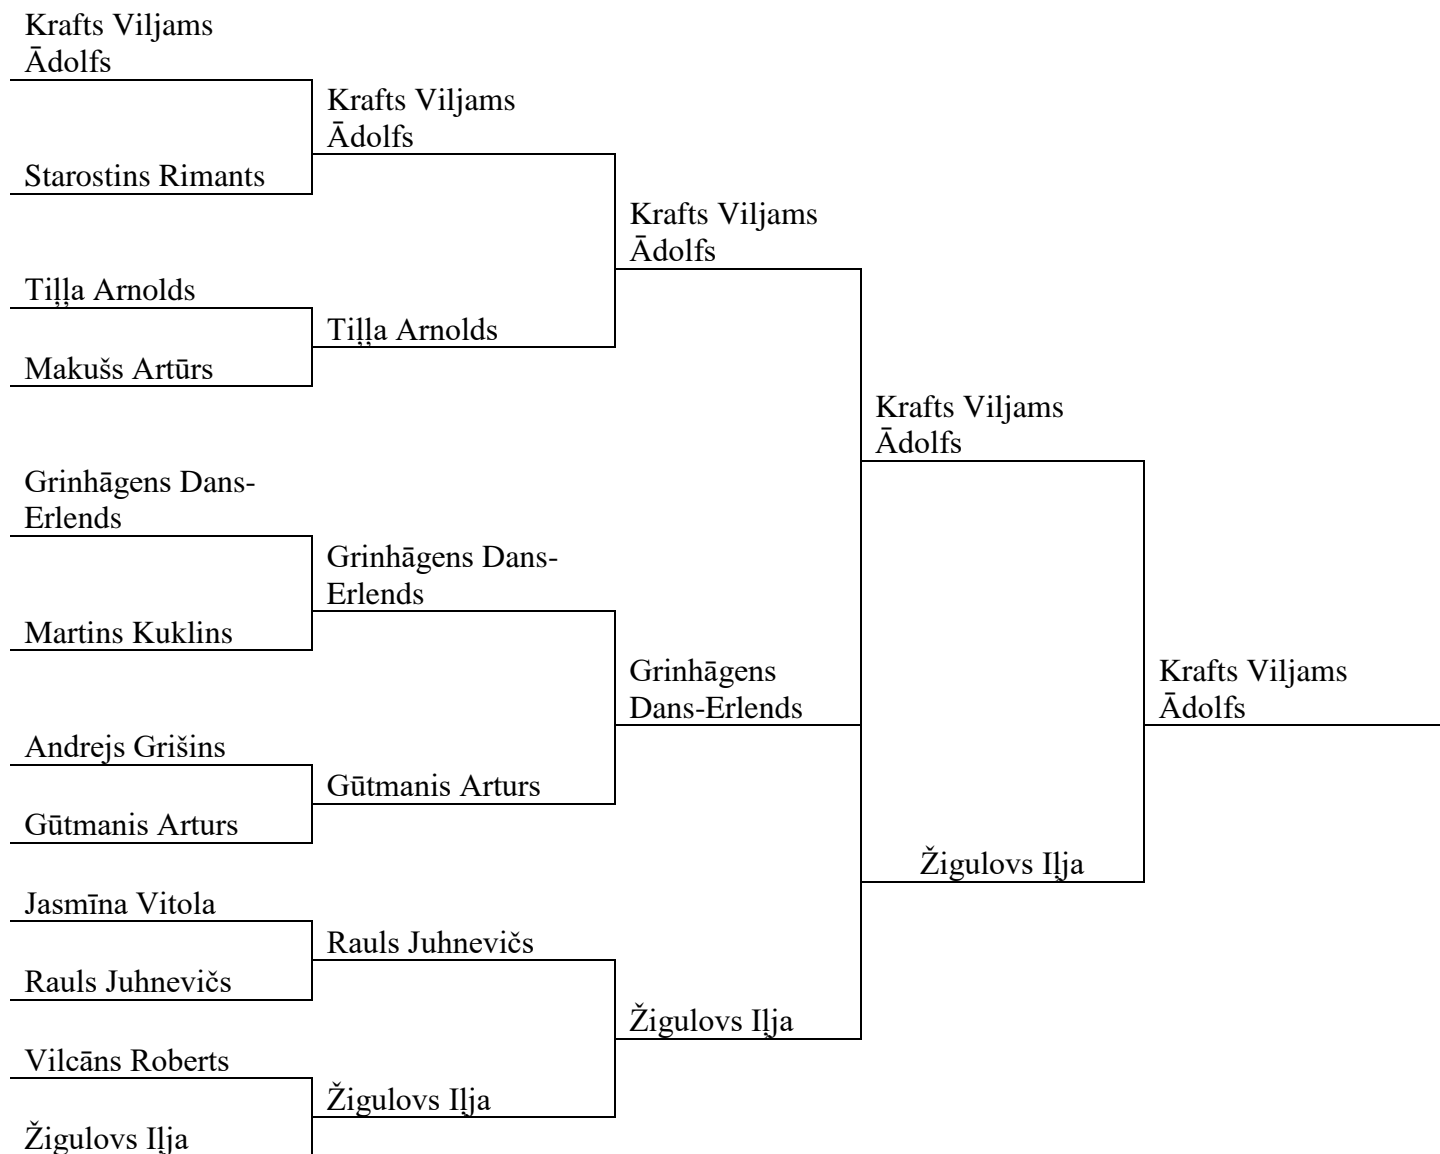 Krafts Viljams
Ādolfs
Krafts Viljams
Ādolfs
Starostins Rimants
Krafts Viljams
Ādolfs
Tiļļa Arnolds
Tiļļa Arnolds
Makušs Artūrs
Krafts Viljams
Ādolfs
Grinhāgens Dans-
Erlends
Grinhāgens Dans-
Erlends
Martins Kuklins
Grinhāgens
Dans-Erlends
Krafts Viljams
Ādolfs
Andrejs Grišins
Gūtmanis Arturs
Gūtmanis Arturs
Žigulovs Iļja
Jasmīna Vitola
Rauls Juhnevičs
Rauls Juhnevičs
Žigulovs Iļja
Vilcāns Roberts
Žigulovs Iļja
Žigulovs Iļja